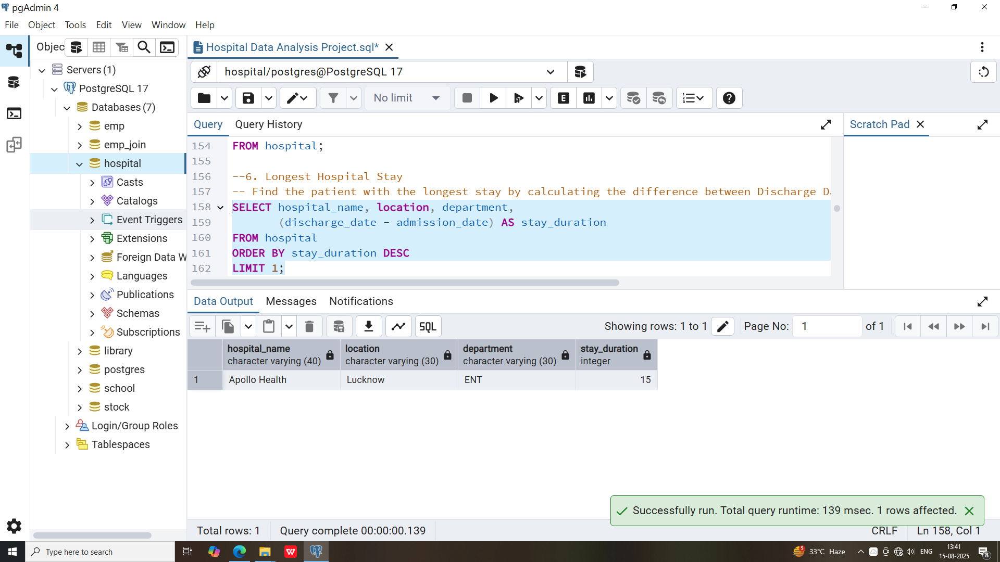 pgAdmin 4
File Object Tools Edit View Window Help
Objec
Hospital Data Analysis Project.sql*
Servers (1)
hospital/postgres@PostgreSQL 17
PostgreSQL 17
No limit
Databases (7)
emp
Query Query History
Scratch Pad
emp_join
hospital
Casts
Catalogs
Event Triggers
Extensions
Foreign Data W
Languages
Publications
Schemas
Subscriptions
library
postgres
school
stock
Login/Group Roles
Tablespaces
154 FROM hospital;
155
156 --6. Longest Hospital Stay
157 -- Find the patient with the longest stay by calculating the difference between Discharge D
158 SELECT hospital_name, location, department,
159 (discharge_date - admission_date) AS stay_duration
160 FROM hospital
161 ORDER BY stay_duration DESC
162 LIMIT 1;
Data Output Messages Notifications
SQL
Showing rows: 1 to 1 Page No: 1 of 1
hospital_name location department stay_duration
character varying (40) character varying (30) character varying (30) integer
1 Apollo Health Lucknow ENT 15
Successfully run. Total query runtime: 139 msec. 1 rows affected.
Total rows: 1 Query complete 00:00:00.139 CRLF Ln 158, Col 1
Type here to search
5 33°C Haze ENG
13:41
15-08-2025
8